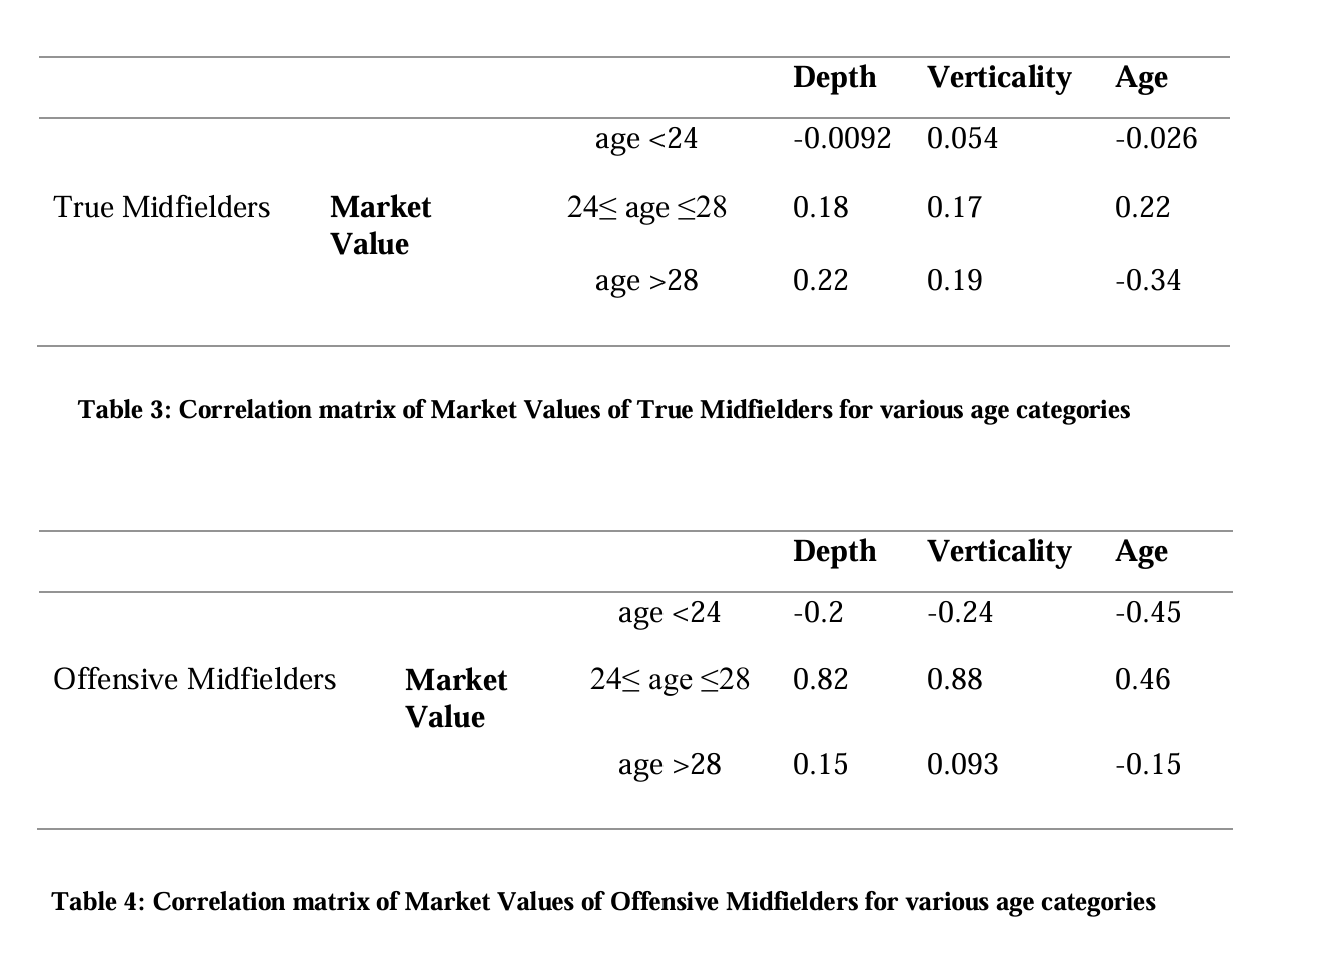 Depth Verticality Age
age <24 -0.0092 0.054 -0.026
True Midfielders Market 24≤ age ≤28 0.18 0.17 0.22
Value
age >28 0.22 0.19 -0.34
Table 3: Correlation matrix of Market Values of True Midfielders for various age categories
Depth Verticality Age
age <24 -0.2 -0.24 -0.45
Offensive Midfielders Market 24≤ age ≤28 0.82 0.88 0.46
Value
age >28 0.15 0.093 -0.15
Table 4: Correlation matrix of Market Values of Offensive Midfielders for various age categories